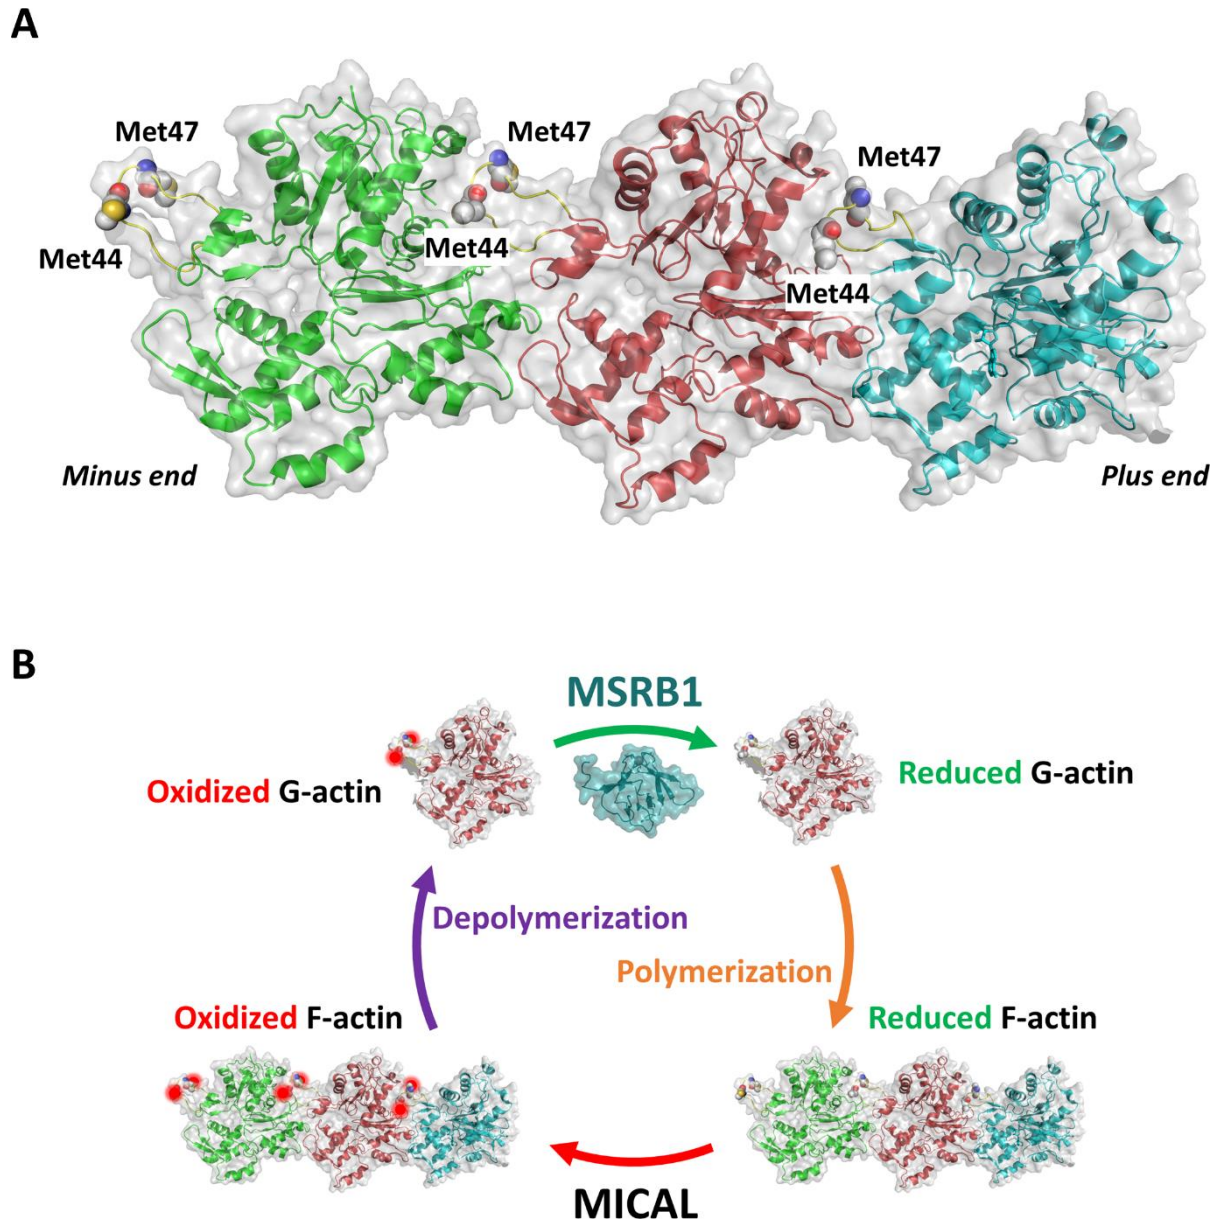 A
Met47
Met47
Met47
Met44
Met44
Met44
Minus end
Plus end
B
MSRB1
Oxidized G-actin
Reduced G-actin
Depolymerization
Polymerization
Oxidized F-actin
Reduced F-actin
MICAL